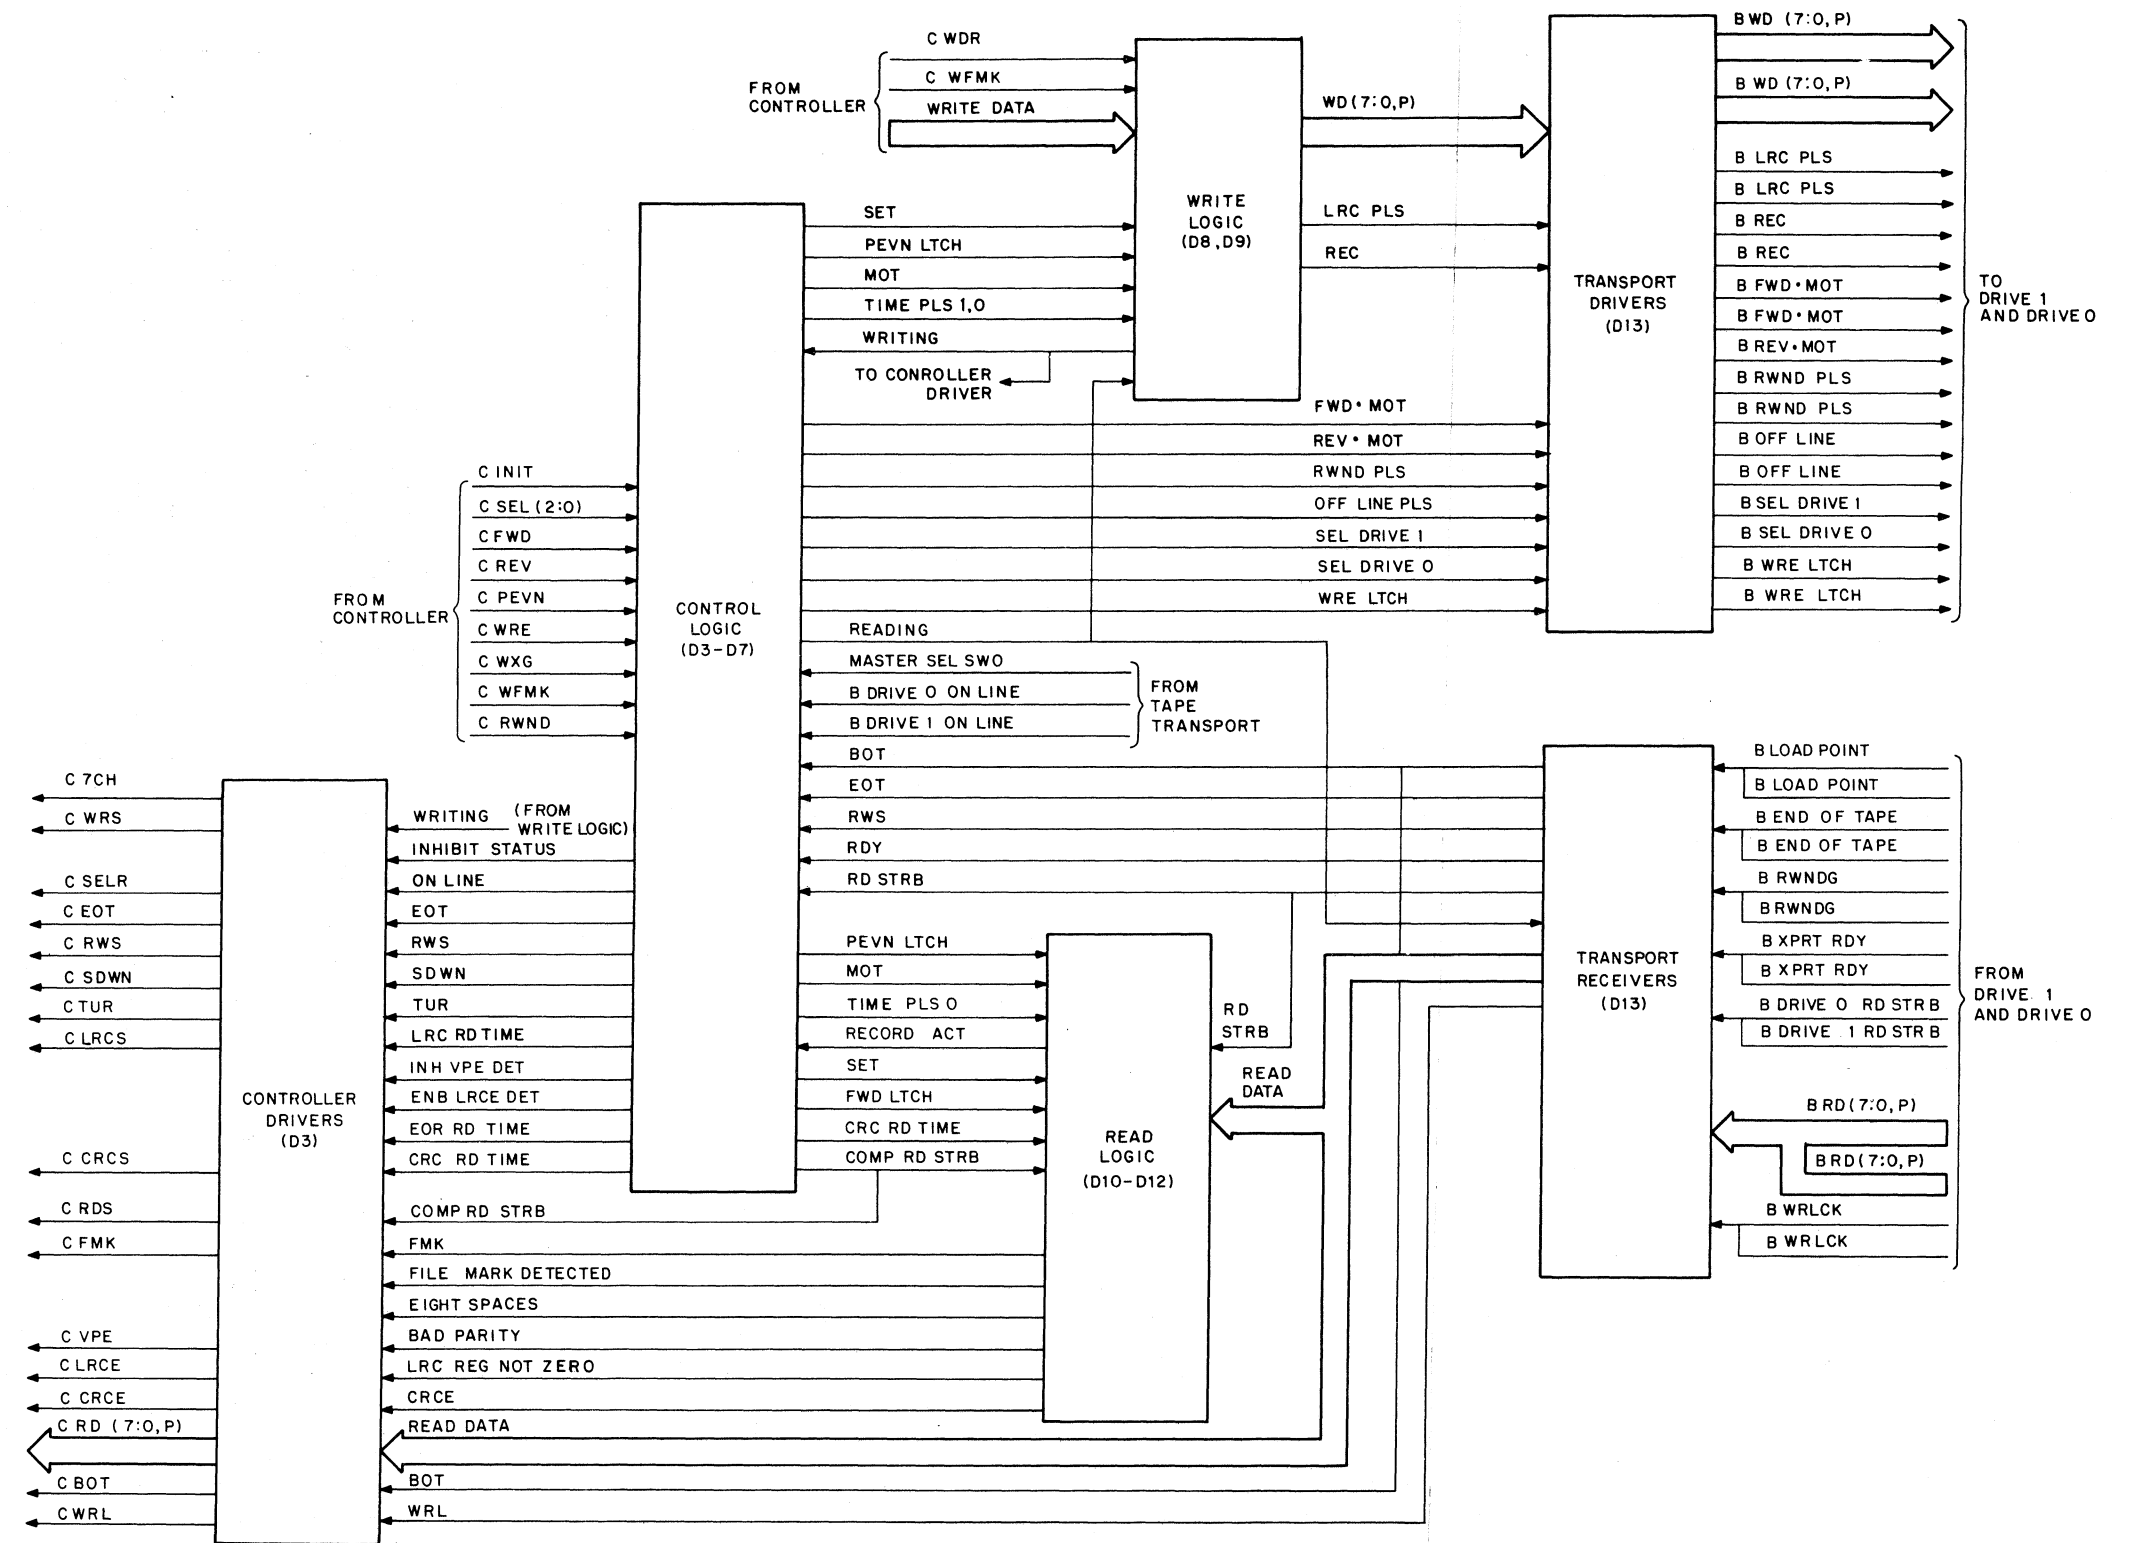 C WDR
C WFMK
WRITE DATA
FROM
CONTROLLER
WD(7:0,P)
LRC PLS
REC
WRITE
LOGIC
(D8,D9)
SET
PEVN LTCH
MOT
TIME PLS 1,0
WRITING
TO CONROLLER
DRIVER
TRANSPORT
DRIVERS
(D13)
B WD (7:0,P)
B WD (7:0,P)
B LRC PLS
B LRC PLS
B REC
B REC
B FWD•MOT
B FWD•MOT
B REV•MOT
B RWND PLS
B RWND PLS
B OFF LINE
B OFF LINE
B SEL DRIVE 1
B SEL DRIVE 0
B WRE LTCH
B WRE LTCH
TO
DRIVE 1
AND DRIVE 0
FWD•MOT
REV•MOT
RWND PLS
OFF LINE PLS
SEL DRIVE 1
SEL DRIVE 0
WRE LTCH
C INIT
C SEL (2:0)
C FWD
C REV
C PEVN
C WRE
C WXG
C WFMK
C RWND
FROM
CONTROLLER
CONTROL
LOGIC
(D3-D7)
READING
MASTER SEL SW0
B DRIVE 0 ON LINE
B DRIVE 1 ON LINE
FROM
TAPE
TRANSPORT
BOT
EOT
RWS
RDY
RD STRB
PEVN LTCH
MOT
TIME PLS 0
RECORD ACT
SET
FWD LTCH
CRC RD TIME
COMP RD STRB
RD
STRB
READ
DATA
READ
LOGIC
(D10-D12)
TRANSPORT
RECEIVERS
(D13)
B LOAD POINT
B LOAD POINT
B END OF TAPE
B END OF TAPE
B RWNDG
B RWNDG
B XPRT RDY
B XPRT RDY
B DRIVE 0 RD STRB
B DRIVE 1 RD STRB
B RD(7:0,P)
B RD(7:0,P)
B WRLCK
B WRLCK
FROM
DRIVE 1
AND DRIVE 0
C 7CH
C WRS
C SELR
C EOT
C RWS
C SDWN
C TUR
C LRCS
C CRCS
C RDS
C FMK
C VPE
C LRCE
C CRCE
C RD (7:0,P)
C BOT
C WRL
CONTROLLER
DRIVERS
(D3)
WRITING (FROM
WRITE LOGIC)
INHIBIT STATUS
ON LINE
EOT
RWS
SDWN
TUR
LRC RD TIME
INH VPE DET
ENB LRCE DET
EOR RD TIME
CRC RD TIME
COMP RD STRB
FMK
FILE MARK DETECTED
EIGHT SPACES
BAD PARITY
LRC REG NOT ZERO
CRCE
READ DATA
BOT
WRL